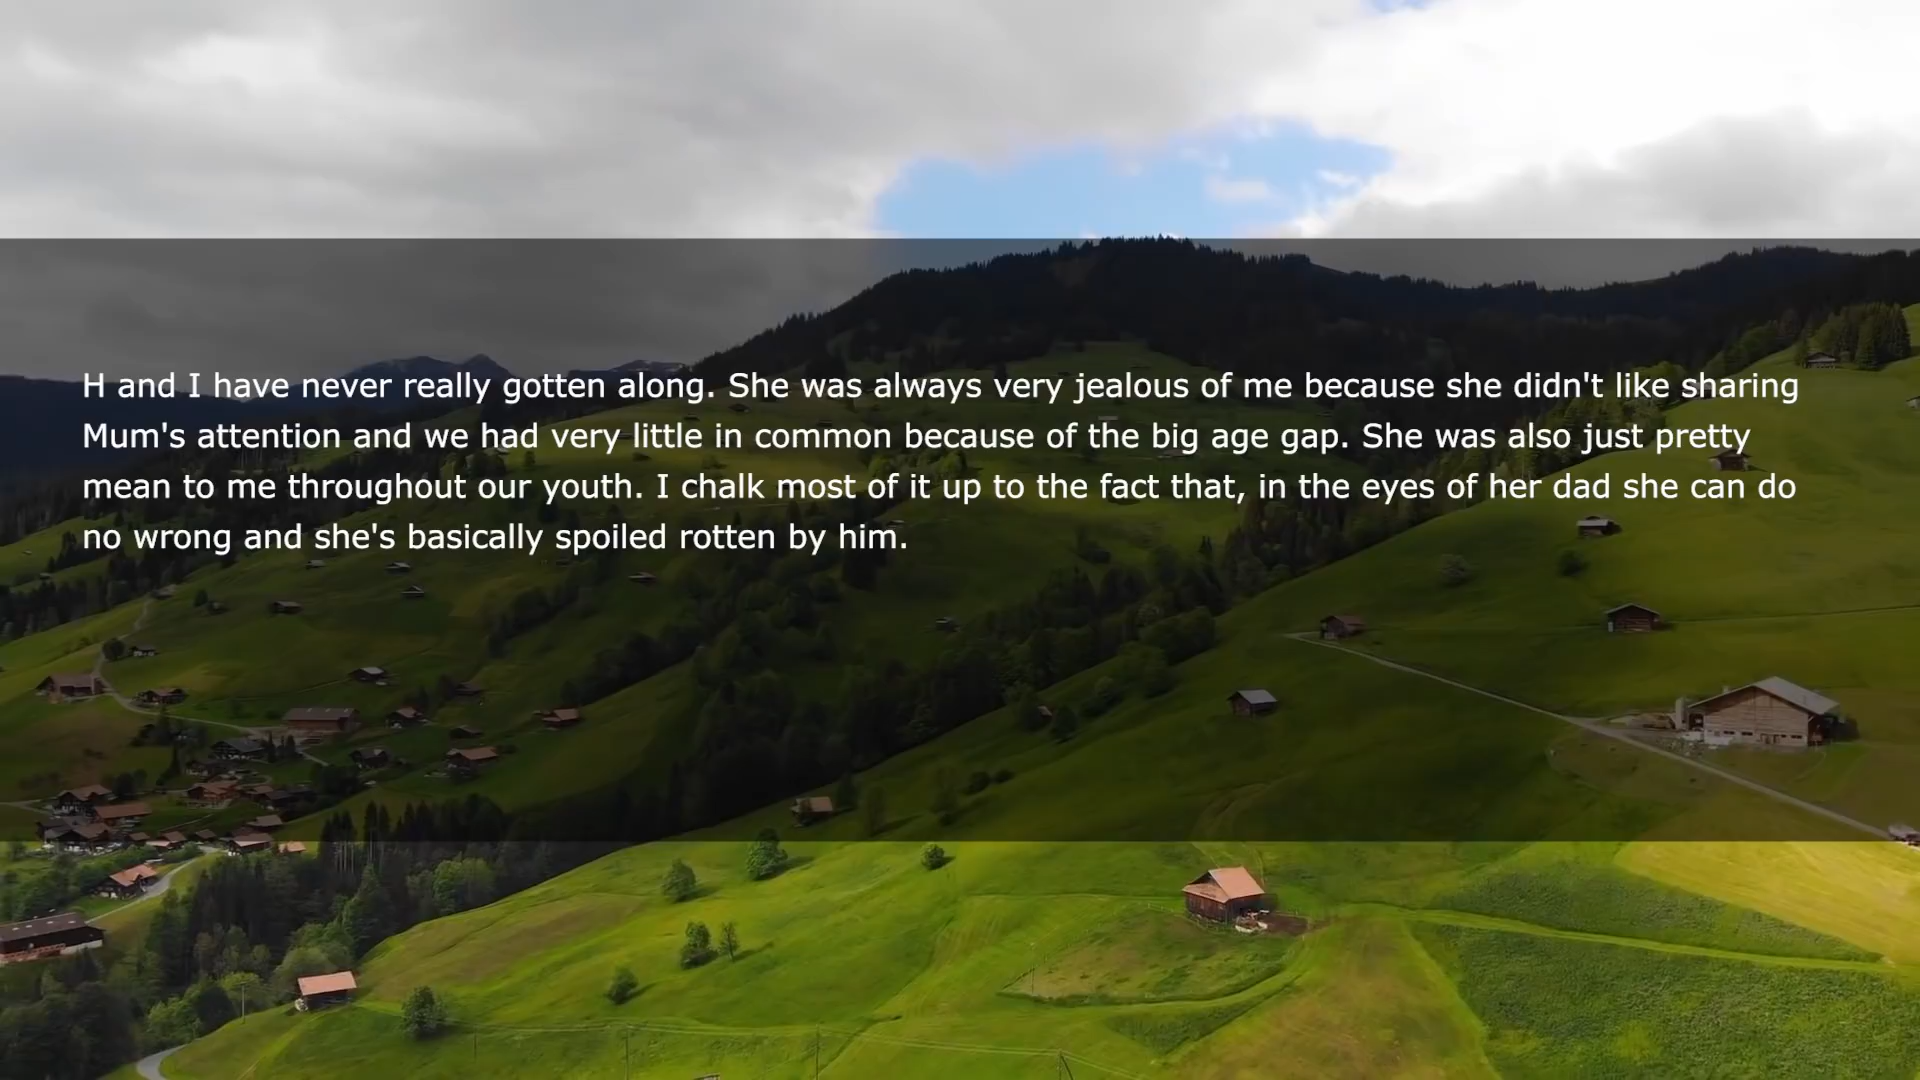 H and I have never really gotten along. She was always very jealous of me because she didn't like sharing
Mum's attention and we had very little in common because of the big age gap. She was also just pretty
mean to me throughout our youth. I chalk most of it up to the fact that, in the eyes of her dad she can do
no wrong and she's basically spoiled rotten by him.